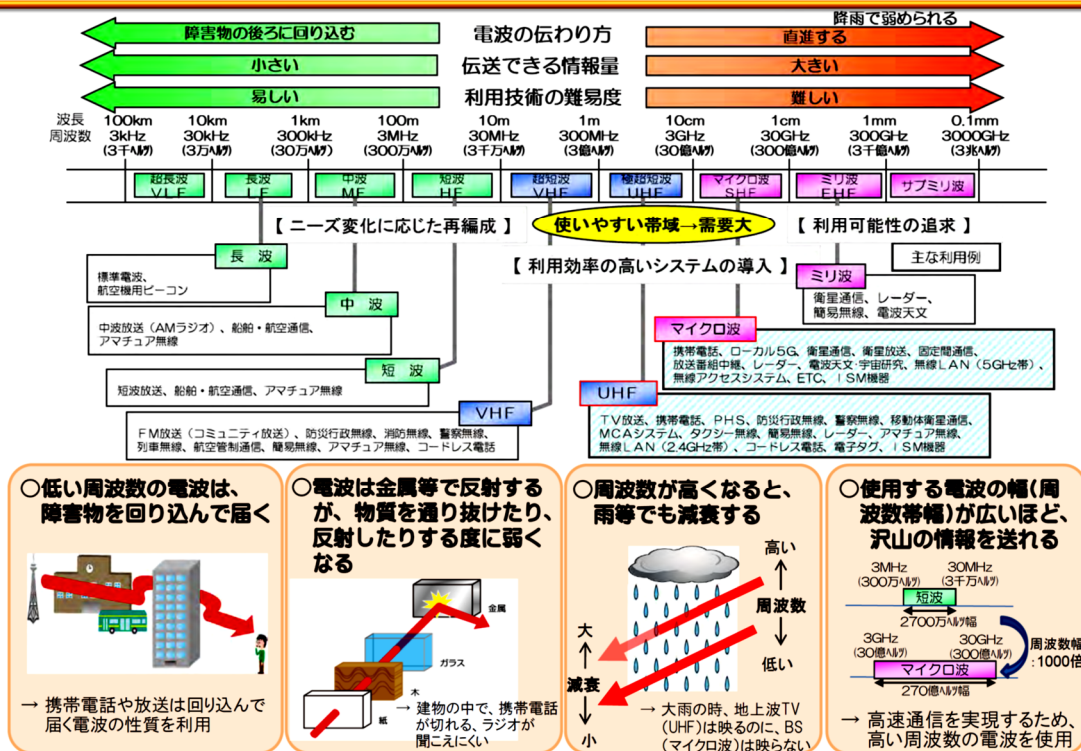 降雨で弱められる
障害物の後ろに回り込む 電波の伝わり方 直進する
小さい 伝送できる情報量 大きい
易しい 利用技術の難易度 難しい
波長 100km 10km 1km 100m 10m 1m 10cm 1cm 1mm 0.1mm
周波数 3kHz 30kHz 300kHz 3MHz 30MHz 300MHz 3GHz 30GHz 300GHz 3000GHz
(3千ヘルツ) (3万ヘルツ) (30万ヘルツ) (300万ヘルツ) (3千万ヘルツ) (3億ヘルツ) (30億ヘルツ) (300億ヘルツ) (3千億ヘルツ) (3兆ヘルツ)
超長波 長波 中波 短波 超短波 極超短波 マイクロ波 ミリ波 サブミリ波
VLF LF MF HF VHF UHF SHF EHF
【 ニーズ変化に応じた再編成 】 使いやすい帯域→需要大 【 利用可能性の追求 】
【 利用効率の高いシステムの導入 】
主な利用例
長 波
標準電波、
航空機用ビーコン
中 波
中波放送（AMラジオ）、船舶・航空通信、
アマチュア無線
短 波
短波放送、船舶・航空通信、アマチュア無線
VHF
FM放送（コミュニティ放送）、防災行政無線、消防無線、警察無線、
列車無線、航空管制通信、簡易無線、アマチュア無線、コードレス電話
ミリ波
衛星通信、レーダー、
簡易無線、電波天文
マイクロ波
携帯電話、ローカル5G、衛星通信、衛星放送、固定間通信、
放送番組中継、レーダー、電波天文・宇宙研究、無線LAN（5GHz帯）、
無線アクセスシステム、ETC、ISM機器
UHF
TV放送、携帯電話、PHS、防災行政無線、警察無線、移動体衛星通信、
MCAシステム、タクシー無線、簡易無線、レーダー、アマチュア無線、
無線LAN（2.4GHz帯）、コードレス電話、電子タグ、ISM機器
○低い周波数の電波は、
障害物を回り込んで届く
→ 携帯電話や放送は回り込んで
届く電波の性質を利用
○電波は金属等で反射する
が、物質を通り抜けたり、
反射したりする度に弱く
なる
金属
ガラス
木
紙
→ 建物の中で、携帯電話
が切れる、ラジオが
聞こえにくい
○周波数が高くなると、
雨等でも減衰する
高い
周波数
低い
大
減衰
小
→ 大雨の時、地上波TV
(UHF)は映るのに、BS
(マイクロ波)は映らない
○使用する電波の幅(周
波数帯幅)が広いほど、
沢山の情報を送れる
3MHz 30MHz
(300万ヘルツ) (3千万ヘルツ)
短波
2700万ヘルツ幅
3GHz 30GHz
(30億ヘルツ) (300億ヘルツ)
マイクロ波
270億ヘルツ幅
周波数幅
:1000倍
→ 高速通信を実現するため、
高い周波数の電波を使用